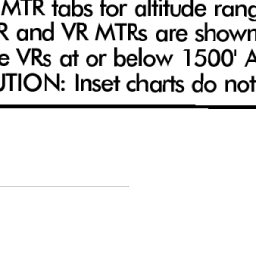 MTR tabs for altitude rang
R and VR MTRs are shown
e VRs at or below 1500' A
UTION: Inset charts do not